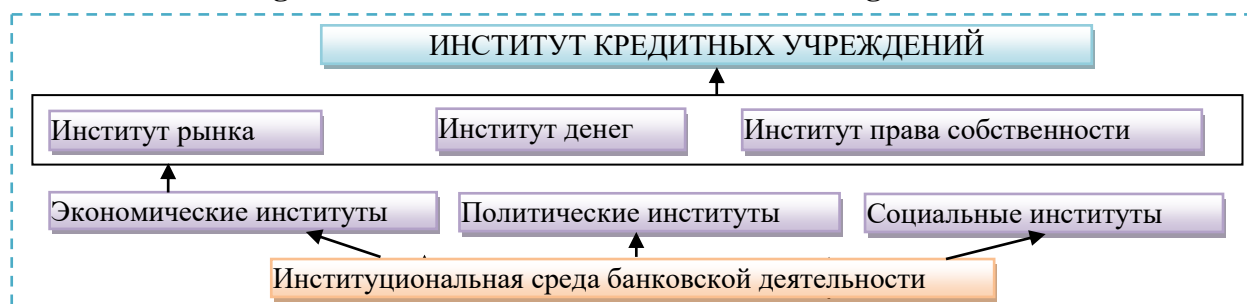 ИНСТИТУТ КРЕДИТНЫХ УЧРЕЖДЕНИЙ
Институт рынка
Институт денег
Институт права собственности
Экономические институты
Политические институты
Социальные институты
Институциональная среда банковской деятельности